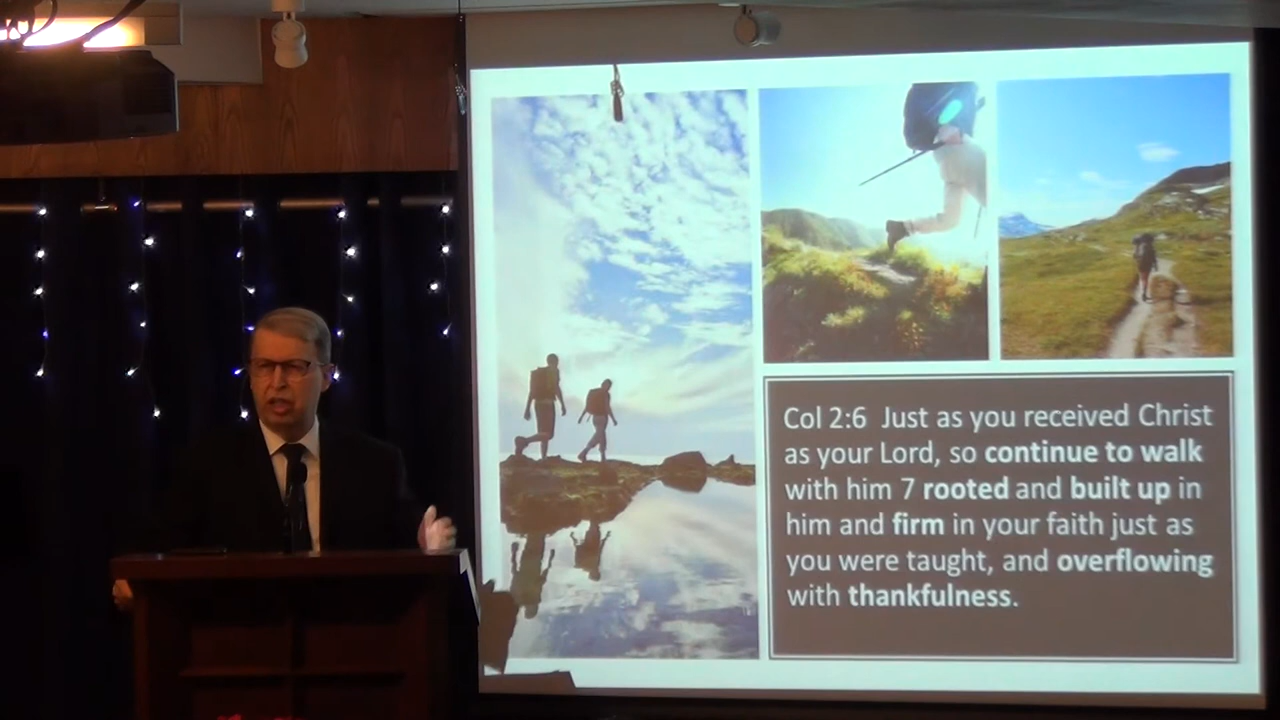 Col 2:6 Just as you received Christ
as your Lord, so continue to walk
with him 7 rooted and built up in
him and firm in your faith just as
you were taught, and overflowing
with thankfulness.